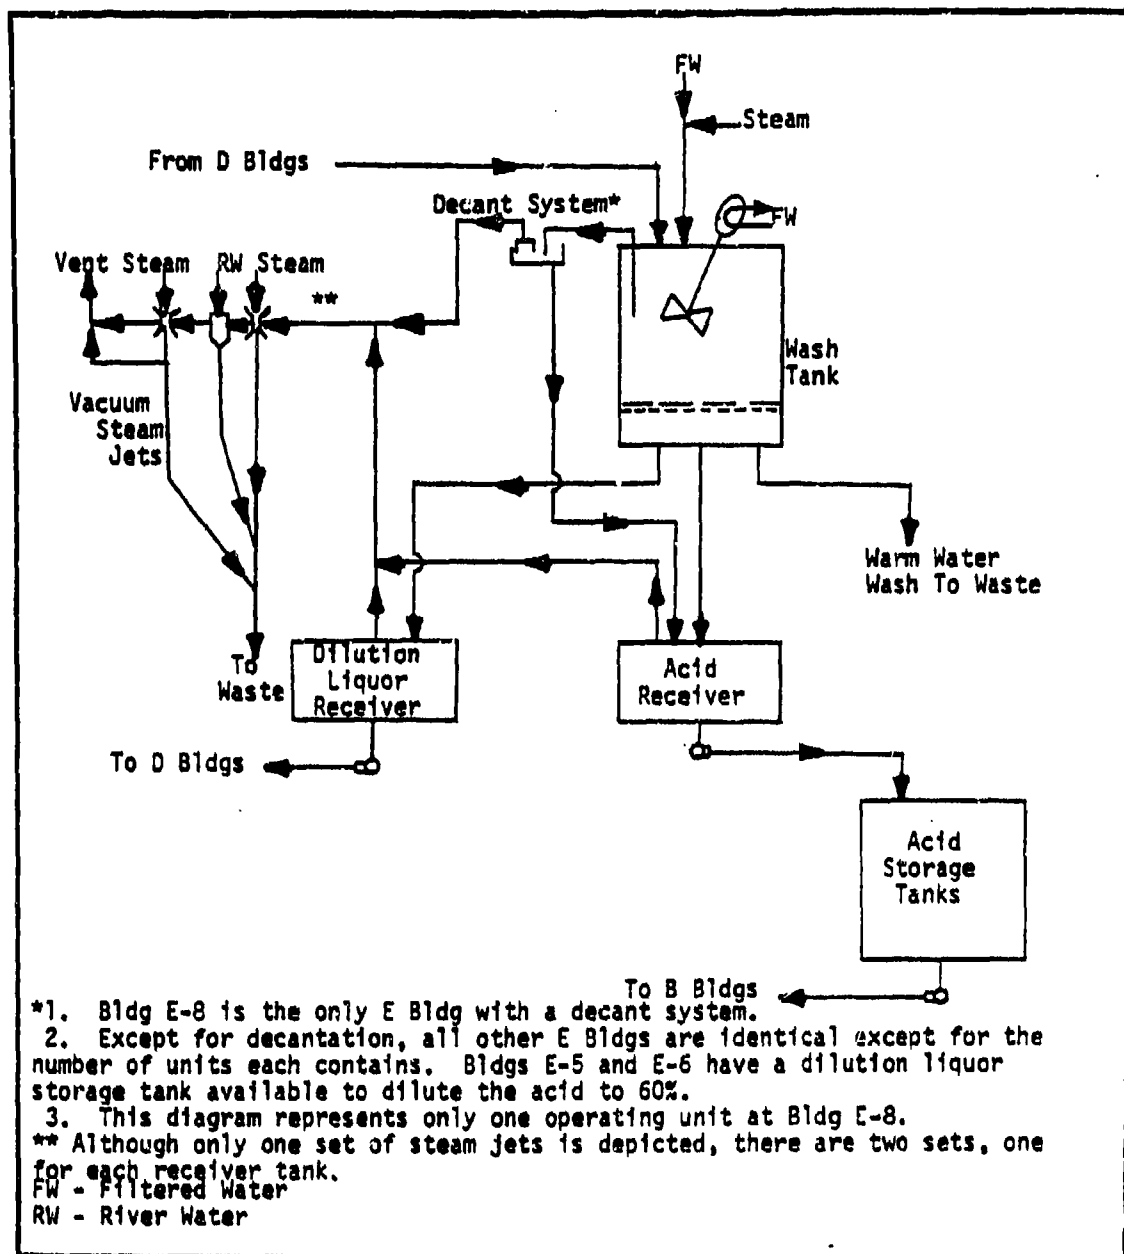 FW
Steam
From D Bldgs
Decant System*
FW
Vent Steam RW Steam
**
Wash
Tank
Vacuum
Steam
Jets
Warm Water
Wash To Waste
To
Waste
Dilution
Liquor
Receiver
Acid
Receiver
To D Bldgs
Acid
Storage
Tanks
To B Bldgs
*1. Bldg E-8 is the only E Bldg with a decant system.
2. Except for decantation, all other E Bldgs are identical except for the
number of units each contains. Bldgs E-5 and E-6 have a dilution liquor
storage tank available to dilute the acid to 60%.
3. This diagram represents only one operating unit at Bldg E-8.
** Although only one set of steam jets is depicted, there are two sets, one
for each receiver tank.
FW - Filtered Water
RW - River Water